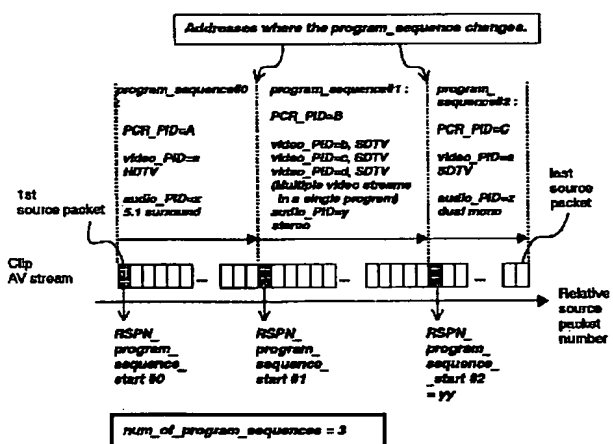 Addresses where the program_sequence changes.
program_sequence#0
PCR_PID=A
video_PID=a
HDTV
audio_PID=x
5.1 surround
program_sequence#1 :
PCR_PID=B
video_PID=b, SDTV
video_PID=c, SDTV
video_PID=d, SDTV
(Multiple video streams
in a single program)
audio_PID=y
stereo
program_
sequence#2 :
PCR_PID=C
video_PID=a
SDTV
audio_PID=z
dual mono
1st
source packet
last
source
packet
Clip
AV stream
Relative
source
packet
number
RSPN_
program_
sequence_
start #0
RSPN_
program_
sequence_
start #1
RSPN_
program_
sequence
_start #2
= yy
num_of_program_sequences = 3